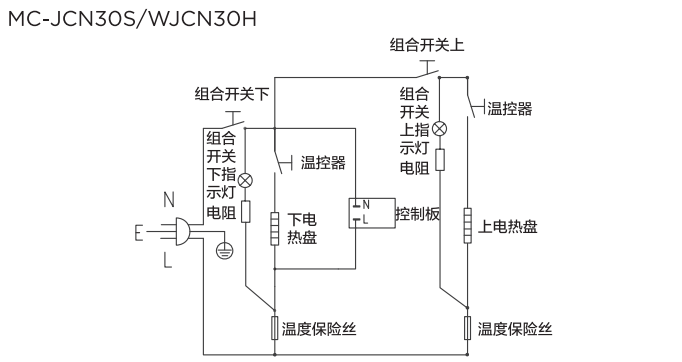 MC-JCN30S/WJCN30H
组合开关上
组合开关下
组合
开关
上指
示灯
电阻
温控器
组合
开关
下指
示灯
电阻
温控器
N
E
L
下电
热盘
N
L
控制板
上电热盘
温度保险丝
温度保险丝